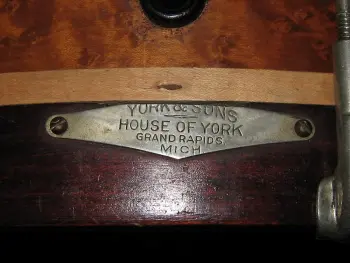 YORK & SONS
HOUSE OF YORK
GRAND RAPIDS
MICH